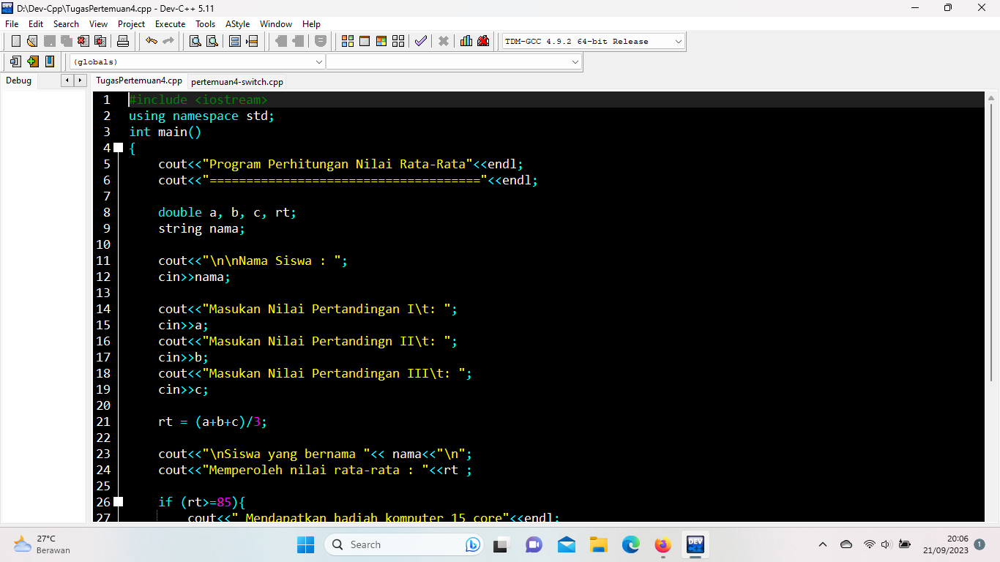 D:\Dev-Cpp\TugasPertemuan4.cpp - Dev-C++ 5.11
File Edit Search View Project Execute Tools AStyle Window Help
TDM-GCC 4.9.2 64-bit Release
(globals)
Debug TugasPertemuan4.cpp pertemuan4-switch.cpp
1 #include <iostream>
2 using namespace std;
3 int main()
4 {
5 cout<<"Program Perhitungan Nilai Rata-Rata"<<endl;
6 cout<<"====================================="<<endl;
7
8 double a, b, c, rt;
9 string nama;
10
11 cout<<"\n\nNama Siswa : ";
12 cin>>nama;
13
14 cout<<"Masukan Nilai Pertandingan I\t: ";
15 cin>>a;
16 cout<<"Masukan Nilai Pertandingn II\t: ";
17 cin>>b;
18 cout<<"Masukan Nilai Pertandingan III\t: ";
19 cin>>c;
20
21 rt = (a+b+c)/3;
22
23 cout<<"\nSiswa yang bernama "<< nama<<"\n";
24 cout<<"Memperoleh nilai rata-rata : "<<rt ;
25
26 if (rt>=85){
27 cout<<" Mendapatkan hadiah komputer 15 core"<<endl;
27°C
Berawan
Search
DEV
20:06
21/09/2023
1